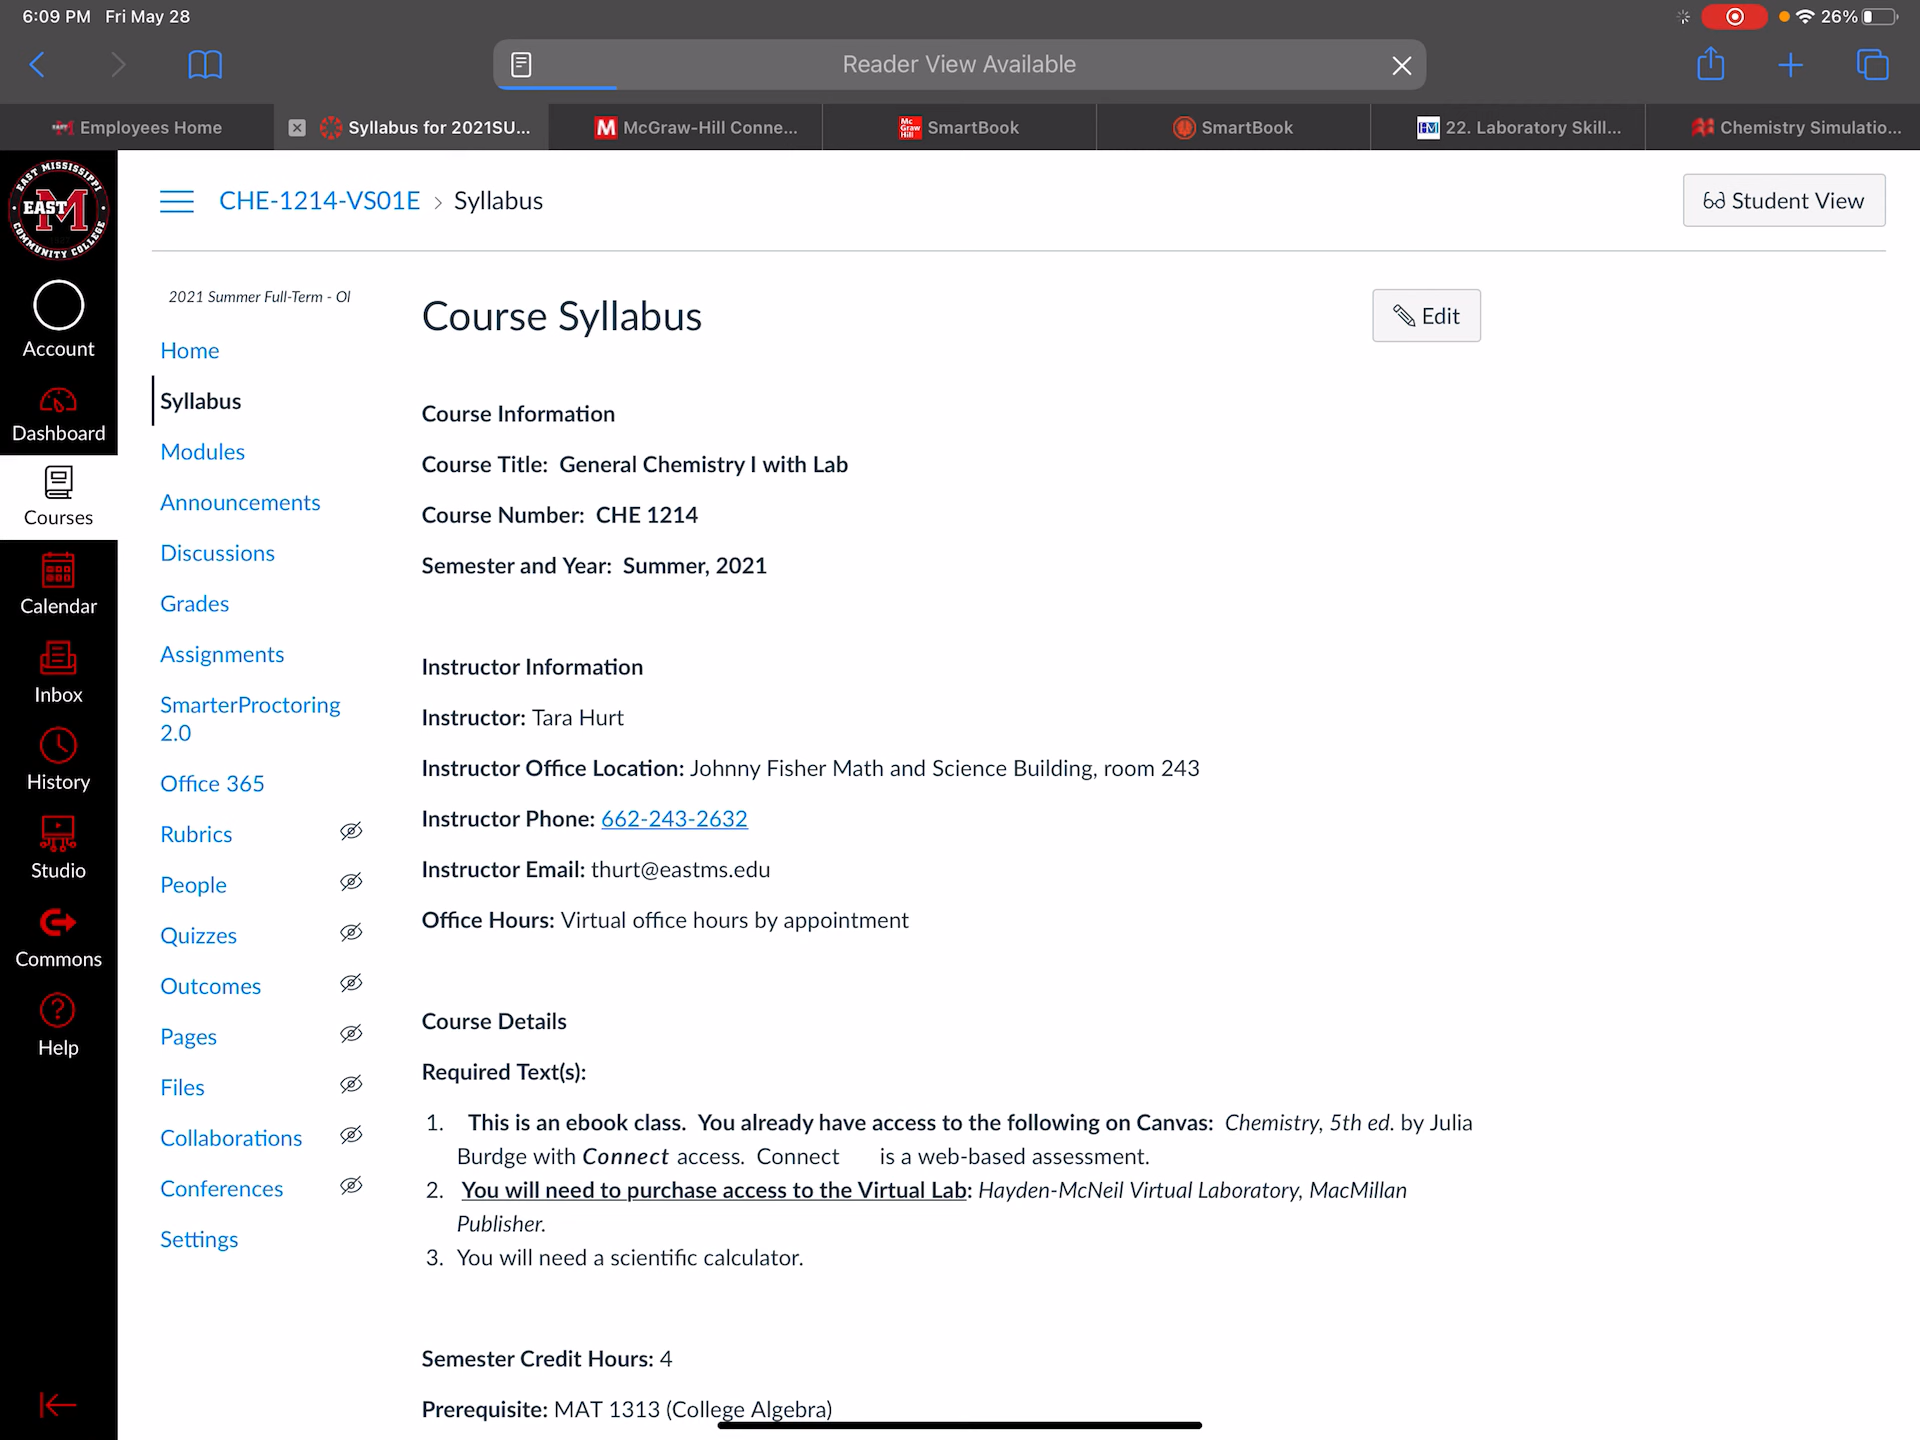 6:09 PM Fri May 28
26%
Reader View Available
Employees Home
Syllabus for 2021SU...
McGraw-Hill Conne...
SmartBook
SmartBook
22. Laboratory Skill...
Chemistry Simulatio...
EAST MISSISSIPPI
EAST M
COMMUNITY COLLEGE
Account
Dashboard
Courses
Calendar
Inbox
History
Studio
Commons
Help
CHE-1214-VS01E › Syllabus
Student View
2021 Summer Full-Term - Ol
Home
Syllabus
Modules
Announcements
Discussions
Grades
Assignments
SmarterProctoring
2.0
Office 365
Rubrics
People
Quizzes
Outcomes
Pages
Files
Collaborations
Conferences
Settings
Course Syllabus
Edit
Course Information
Course Title: General Chemistry I with Lab
Course Number: CHE 1214
Semester and Year: Summer, 2021
Instructor Information
Instructor: Tara Hurt
Instructor Office Location: Johnny Fisher Math and Science Building, room 243
Instructor Phone: 662-243-2632
Instructor Email: thurt@eastms.edu
Office Hours: Virtual office hours by appointment
Course Details
Required Text(s):
1. This is an ebook class. You already have access to the following on Canvas: Chemistry, 5th ed. by Julia
Burdge with Connect access. Connect is a web-based assessment.
2. You will need to purchase access to the Virtual Lab: Hayden-McNeil Virtual Laboratory, MacMillan
Publisher.
3. You will need a scientific calculator.
Semester Credit Hours: 4
Prerequisite: MAT 1313 (College Algebra)